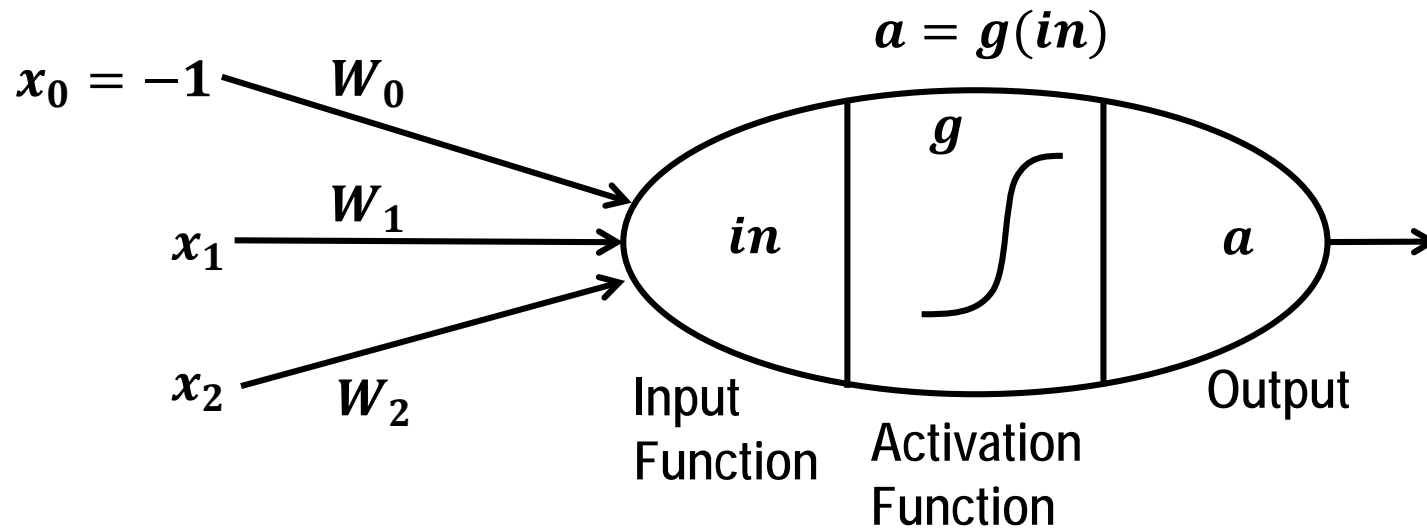 a = g(in)
x₀ = −1
W₀
g
W₁
x₁
in
a
x₂
W₂
Input
Function
Activation
Function
Output